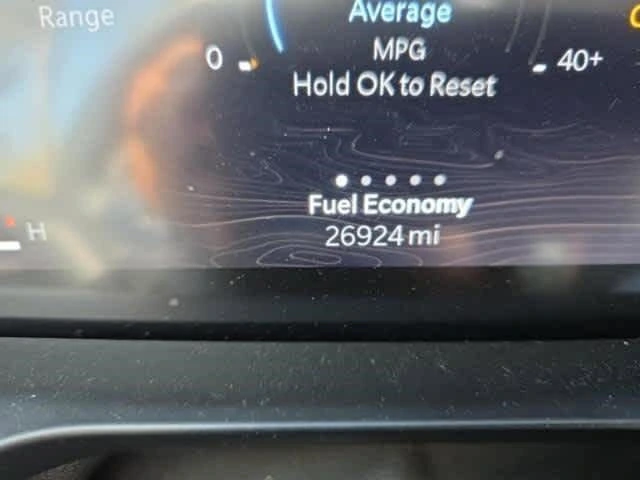 Range
Average
0
MPG
40+
Hold OK to Reset
Fuel Economy
H
26924 mi